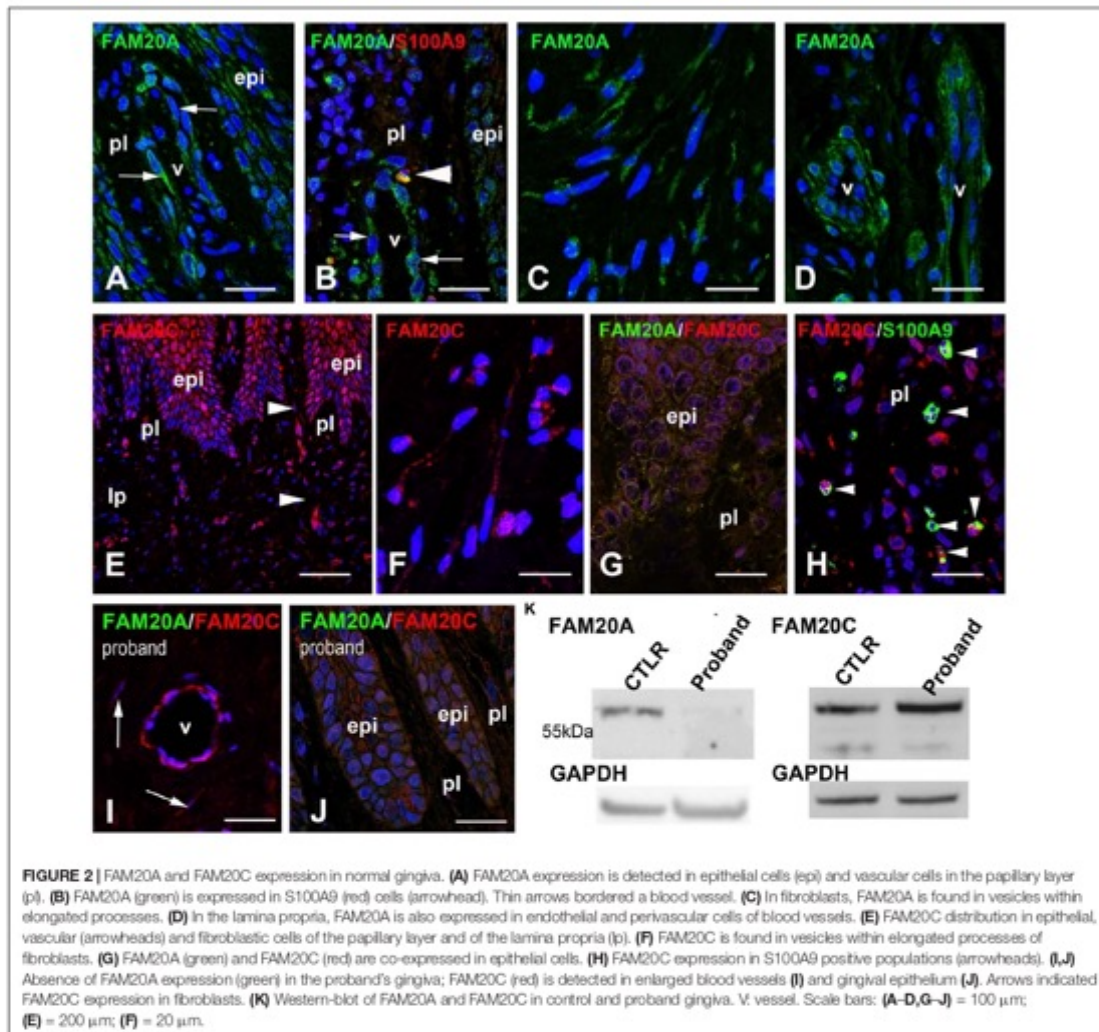 FAM20A
epi
pl
v
A
FAM20A/S100A9
pl
epi
v
B
FAM20A
C
FAM20A
v
v
D
FAM20C
epi
epi
pl
pl
lp
E
FAM20C
F
FAM20A/FAM20C
epi
pl
G
FAM20C/S100A9
pl
H
FAM20A/FAM20C
proband
v
I
FAM20A/FAM20C
proband
epi
epi
pl
pl
J
K
FAM20A
CTLR
Proband
55kDa
GAPDH
FAM20C
CTLR
Proband
GAPDH
FIGURE 2 | FAM20A and FAM20C expression in normal gingiva. (A) FAM20A expression is detected in epithelial cells (epi) and vascular cells in the papillary layer
(pl). (B) FAM20A (green) is expressed in S100A9 (red) cells (arrowhead). Thin arrows bordered a blood vessel. (C) In fibroblasts, FAM20A is found in vesicles within
elongated processes. (D) In the lamina propria, FAM20A is also expressed in endothelial and perivascular cells of blood vessels. (E) FAM20C distribution in epithelial,
vascular (arrowheads) and fibroblastic cells of the papillary layer and of the lamina propria (lp). (F) FAM20C is found in vesicles within elongated processes of
fibroblasts. (G) FAM20A (green) and FAM20C (red) are co-expressed in epithelial cells. (H) FAM20C expression in S100A9 positive populations (arrowheads). (I,J)
Absence of FAM20A expression (green) in the proband's gingiva; FAM20C (red) is detected in enlarged blood vessels (I) and gingival epithelium (J). Arrows indicated
FAM20C expression in fibroblasts. (K) Western-blot of FAM20A and FAM20C in control and proband gingiva. V: vessel. Scale bars: (A–D,G–J) = 100 μm;
(E) = 200 μm; (F) = 20 μm.